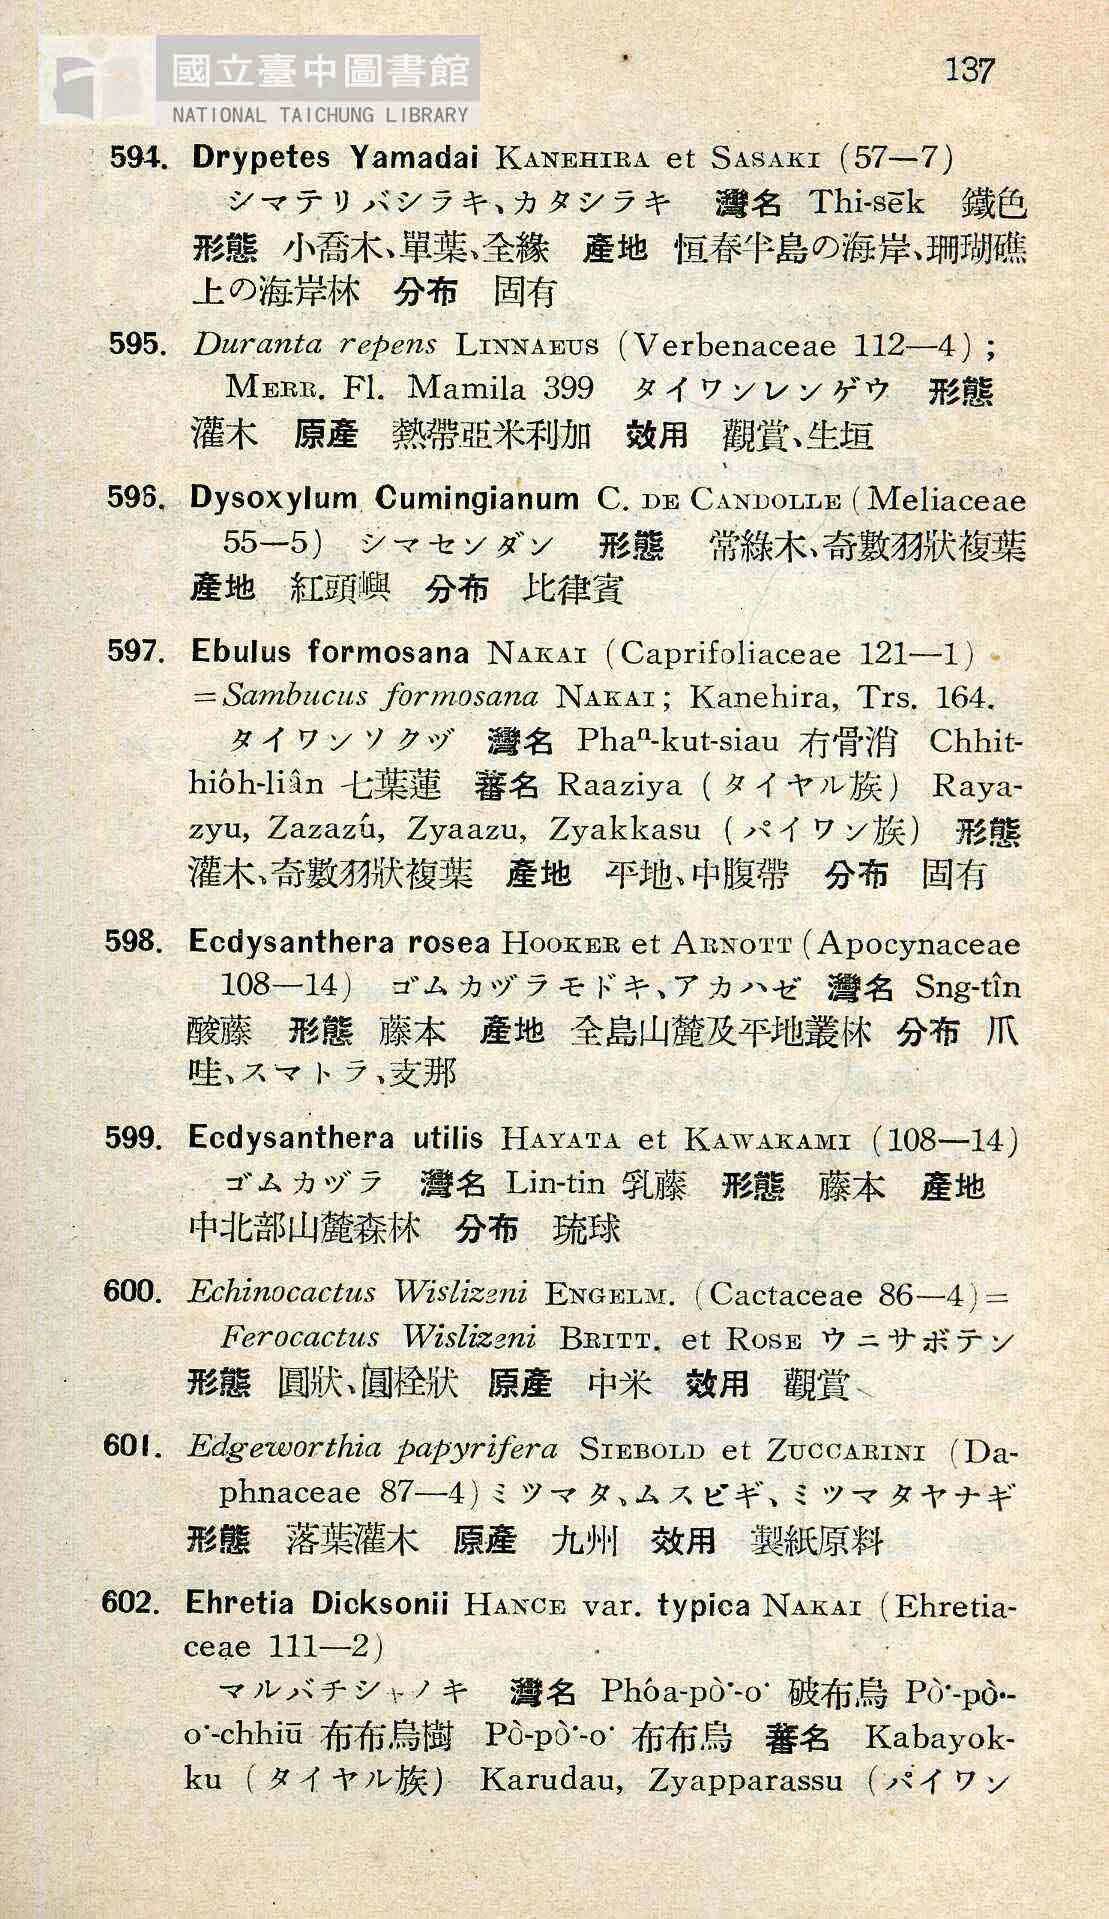 國立臺中圖書館
NATIONAL TAICHUNG LIBRARY
137
594. Drypetes Yamadai KANEHIRA et SASAKI (57—7)
シマテリバシラキ、カタシラキ 灣名 Thi-sēk 鐵色
形態 小喬木、單葉、全緣 產地 恒春半島の海岸、珊瑚礁
上の海岸林 分布 固有
595. Duranta repens LINNAEUS (Verbenaceae 112—4) ;
MERR. Fl. Mamila 399 タイワンレンゲウ 形態
灌木 原產 熱帶亞米利加 效用 觀賞、生垣
596. Dysoxylum Cumingianum C. DE CANDOLLE (Meliaceae
55—5) シマセンダン 形態 常綠木、奇數羽狀複葉
產地 紅頭嶼 分布 比律賓
597. Ebulus formosana NAKAI (Caprifoliaceae 121—1)
=Sambucus formosana NAKAI; Kanehira, Trs. 164.
タイワンソクヅ 灣名 Phaⁿ-kut-siau 冇骨消 Chhit-
hiôh-liân 七葉蓮 蕃名 Raaziya (タイヤル族) Raya-
zyu, Zazazú, Zyaazu, Zyakkasu (パイワン族) 形態
灌木、奇數羽狀複葉 產地 平地、中腹帶 分布 固有
598. Ecdysanthera rosea HOOKER et ARNOTT (Apocynaceae
108—14) ゴムカヅラモドキ、アカハゼ 灣名 Sng-tîn
酸藤 形態 藤本 產地 全島山麓及平地叢林 分布 爪
哇、スマトラ、支那
599. Ecdysanthera utilis HAYATA et KAWAKAMI (108—14)
ゴムカヅラ 灣名 Lin-tin 乳藤 形態 藤本 產地
中北部山麓森林 分布 琉球
600. Echinocactus Wislizeni ENGELM. (Cactaceae 86—4)=
Ferocactus Wislizeni BRITT. et ROSE ウニサボテン
形態 圓狀、圓栓狀 原產 中米 效用 觀賞
601. Edgeworthia papyrifera SIEBOLD et ZUCCARINI (Da-
phnaceae 87—4) ミツマタ、ムスビギ、ミツマタヤナギ
形態 落葉灌木 原產 九州 效用 製紙原料
602. Ehretia Dicksonii HANCE var. typica NAKAI (Ehretia-
ceae 111—2)
マルバチシャノキ 灣名 Phóa-pò͘-o͘ 破布烏 Pò͘-pò͘-
o͘-chhiū 布布烏樹 Pò-pò͘-o͘ 布布烏 蕃名 Kabayok-
ku (タイヤル族) Karudau, Zyapparassu (パイワン